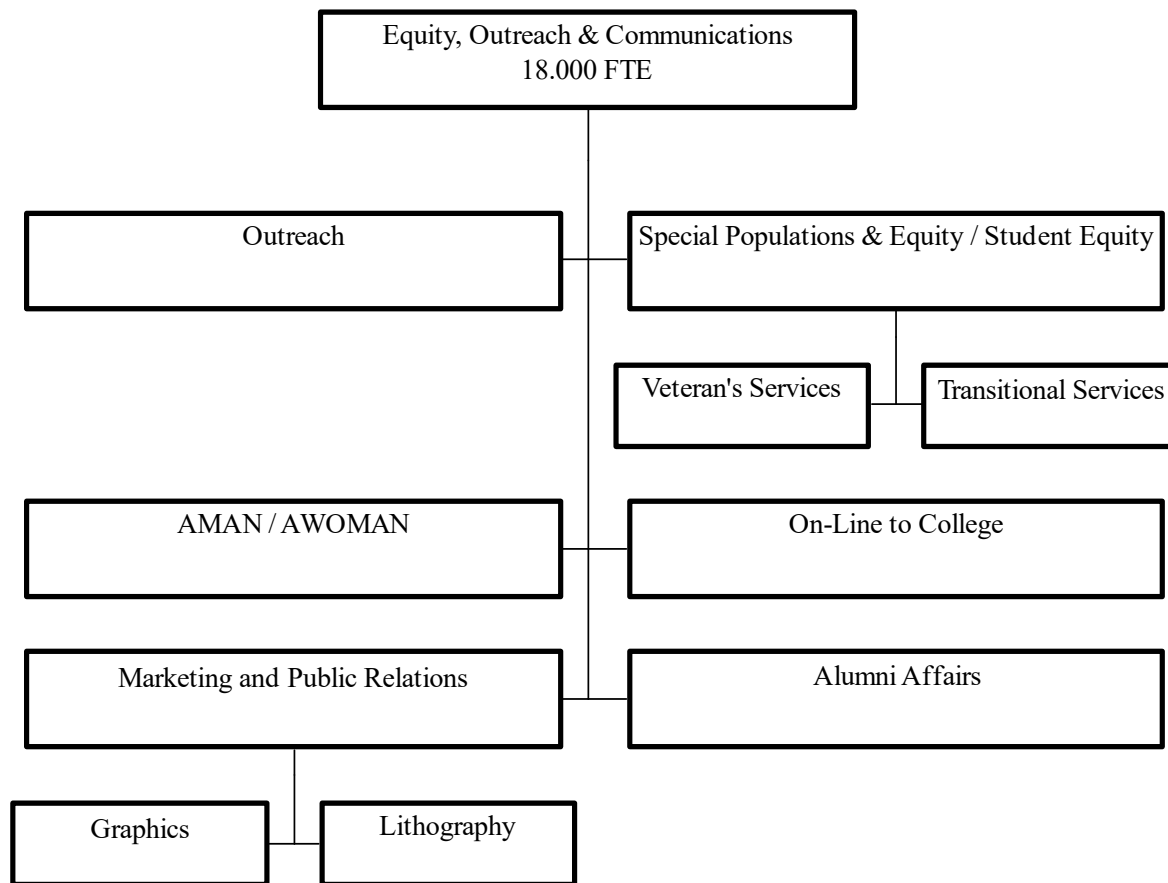 Equity, Outreach & Communications
18.000 FTE
Outreach
Special Populations & Equity / Student Equity
Veteran's Services
Transitional Services
AMAN / AWOMAN
On-Line to College
Marketing and Public Relations
Alumni Affairs
Graphics
Lithography